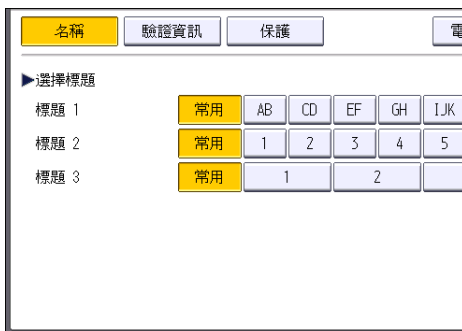 名稱 驗證資訊 保護
▶選擇標題
標題 1 常用 AB CD EF GH IJK
標題 2 常用 1 2 3 4 5
標題 3 常用 1 2